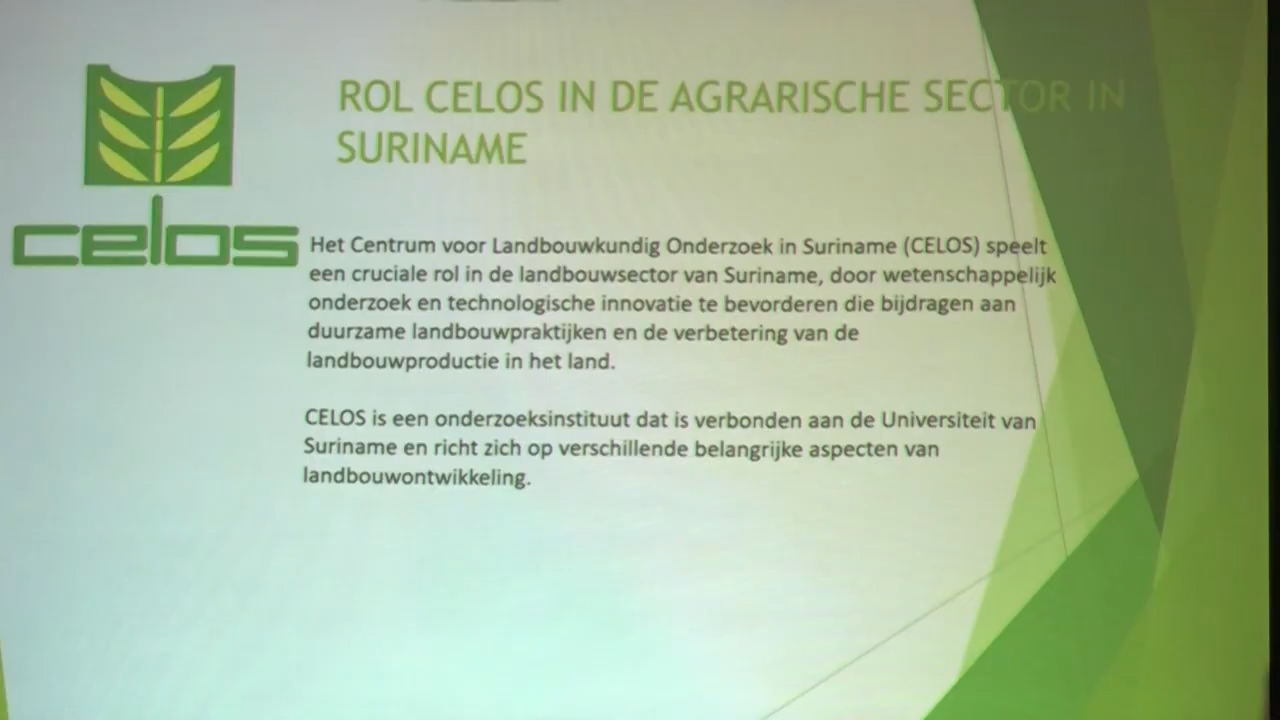 ROL CELOS IN DE AGRARISCHE SECTOR IN
SURINAME
celos
Het Centrum voor Landbouwkundig Onderzoek in Suriname (CELOS) speelt
een cruciale rol in de landbouwsector van Suriname, door wetenschappelijk
onderzoek en technologische innovatie te bevorderen die bijdragen aan
duurzame landbouwpraktijken en de verbetering van de
landbouwproductie in het land.
CELOS is een onderzoeksinstituut dat is verbonden aan de Universiteit van
Suriname en richt zich op verschillende belangrijke aspecten van
landbouwontwikkeling.